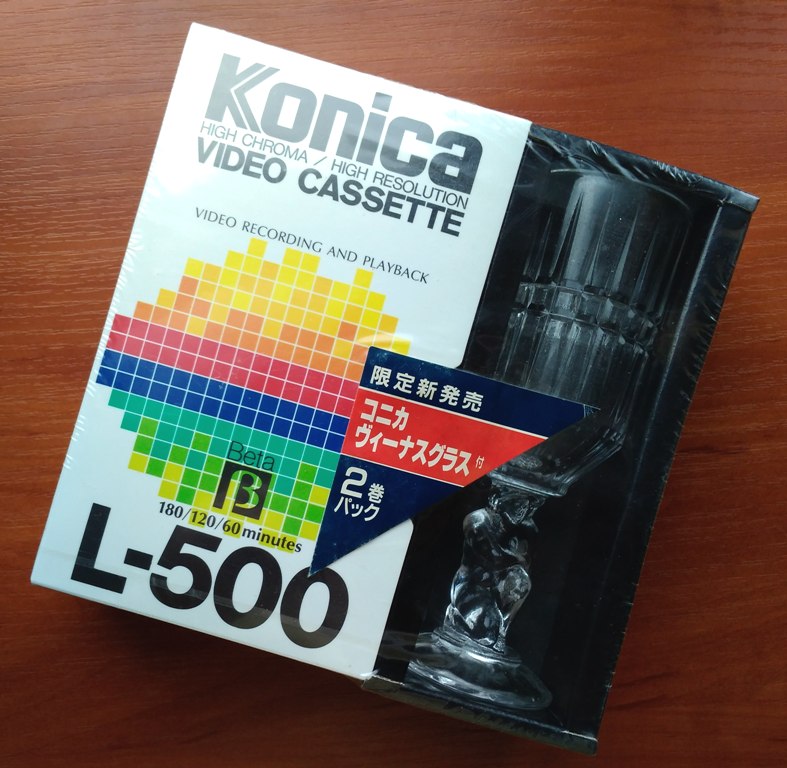 Konica
HIGH CHROMA / HIGH RESOLUTION
VIDEO CASSETTE
VIDEO RECORDING AND PLAYBACK
限定新発売
コニカ
ヴィーナスグラス付
2巻
パック
Beta
β
180/120/60 minutes
L-500